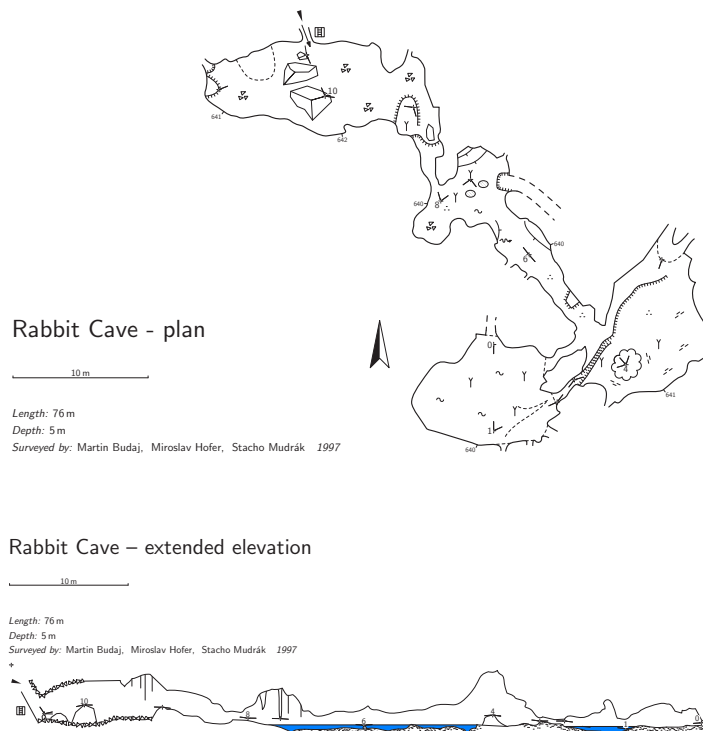 10
641
642
640
8
640
6
Rabbit Cave - plan
0
10 m
4
641
Length: 76 m
Depth: 5 m
1
Surveyed by: Martin Budaj, Miroslav Hofer, Stacho Mudrák 1997
640
Rabbit Cave – extended elevation
10 m
Length: 76 m
Depth: 5 m
Surveyed by: Martin Budaj, Miroslav Hofer, Stacho Mudrák 1997
10
8
6
4
1
0